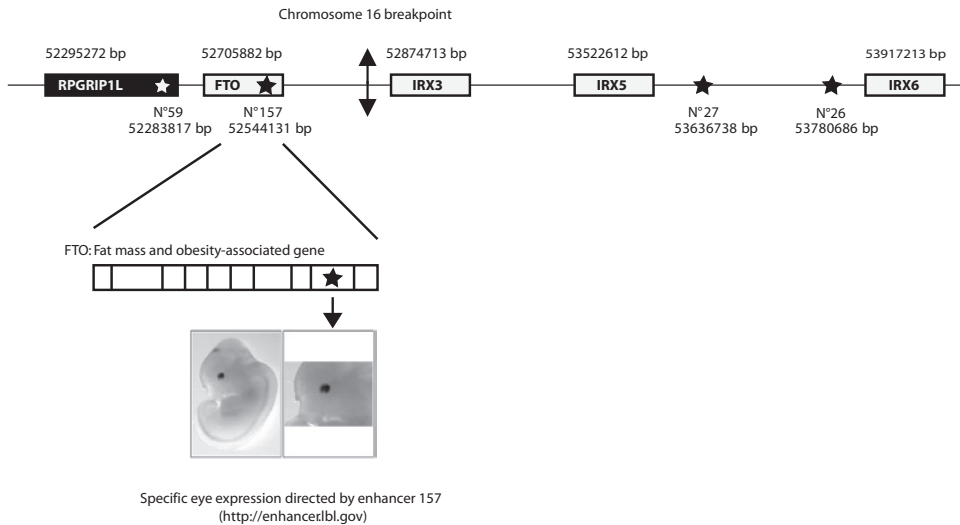 Chromosome 16 breakpoint
52295272 bp
52705882 bp
52874713 bp
53522612 bp
53917213 bp
RPGRIP1L
FTO
IRX3
IRX5
IRX6
N°59
52283817 bp
N°157
52544131 bp
N°27
53636738 bp
N°26
53780686 bp
FTO: Fat mass and obesity-associated gene
Specific eye expression directed by enhancer 157
(http://enhancer.lbl.gov)